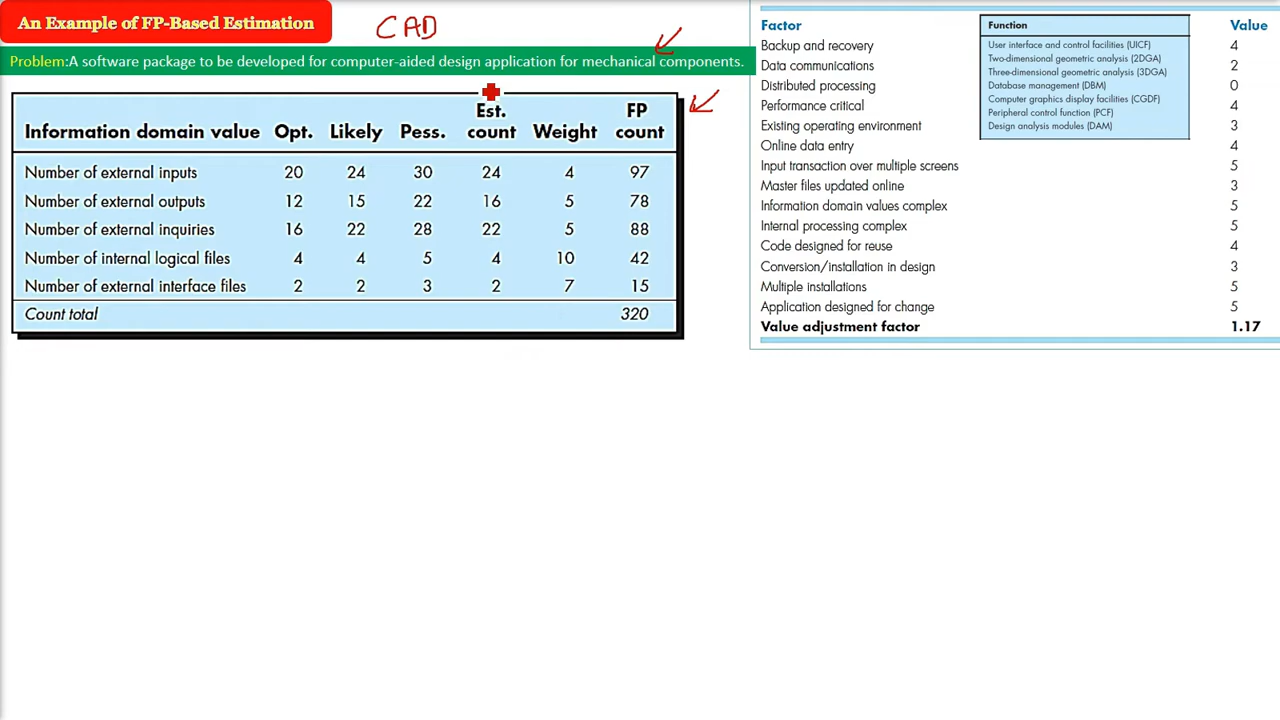 An Example of FP-Based Estimation
CAD
Problem:A software package to be developed for computer-aided design application for mechanical components.
Information domain value Opt. Likely Pess. Est. count Weight FP count
Number of external inputs 20 24 30 24 4 97
Number of external outputs 12 15 22 16 5 78
Number of external inquiries 16 22 28 22 5 88
Number of internal logical files 4 4 5 4 10 42
Number of external interface files 2 2 3 2 7 15
Count total 320
Factor Value
Backup and recovery 4
Data communications 2
Distributed processing 0
Performance critical 4
Existing operating environment 3
Online data entry 4
Input transaction over multiple screens 5
Master files updated online 3
Information domain values complex 5
Internal processing complex 5
Code designed for reuse 4
Conversion/installation in design 3
Multiple installations 5
Application designed for change 5
Value adjustment factor 1.17
Function
User interface and control facilities (UICF)
Two-dimensional geometric analysis (2DGA)
Three-dimensional geometric analysis (3DGA)
Database management (DBM)
Computer graphics display facilities (CGDF)
Peripheral control function (PCF)
Design analysis modules (DAM)